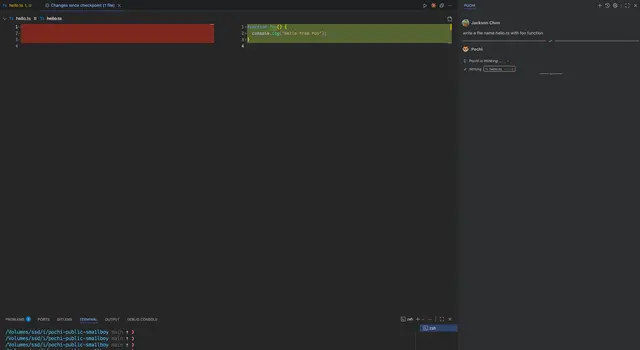 hello.ts 1, U
Changes since checkpoint (1 file)
POCHI
hello.ts
hello.ts
1
2
3
4
1
function foo() {
2
console.log("hello from foo");
3
}
4
Jackson Chen
write a file name hello.ts with foo function
Pochi
Pochi is thinking ...
Writing
PROBLEMS
PORTS
GITLENS
TERMINAL
OUTPUT
DEBUG CONSOLE
zsh
zsh
/Volumes/ssd/i/pochi-public-smallboy main
/Volumes/ssd/i/pochi-public-smallboy main
/Volumes/ssd/i/pochi-public-smallboy main